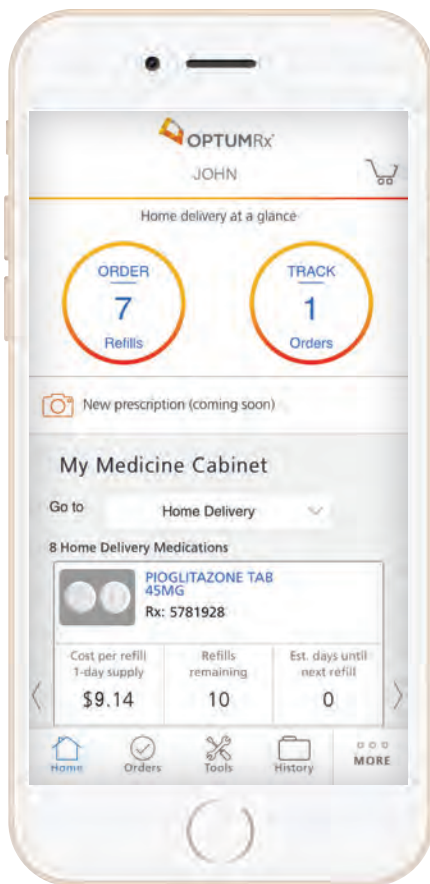 OPTUMRx
JOHN
Home delivery at a glance
ORDER
7
Refills
TRACK
1
Orders
New prescription (coming soon)
My Medicine Cabinet
Go to
Home Delivery
8 Home Delivery Medications
PIOGLITAZONE TAB
45MG
Rx: 5781928
Cost per refill
1-day supply
$9.14
Refills
remaining
10
Est. days until
next refill
0
Home
Orders
Tools
History
MORE